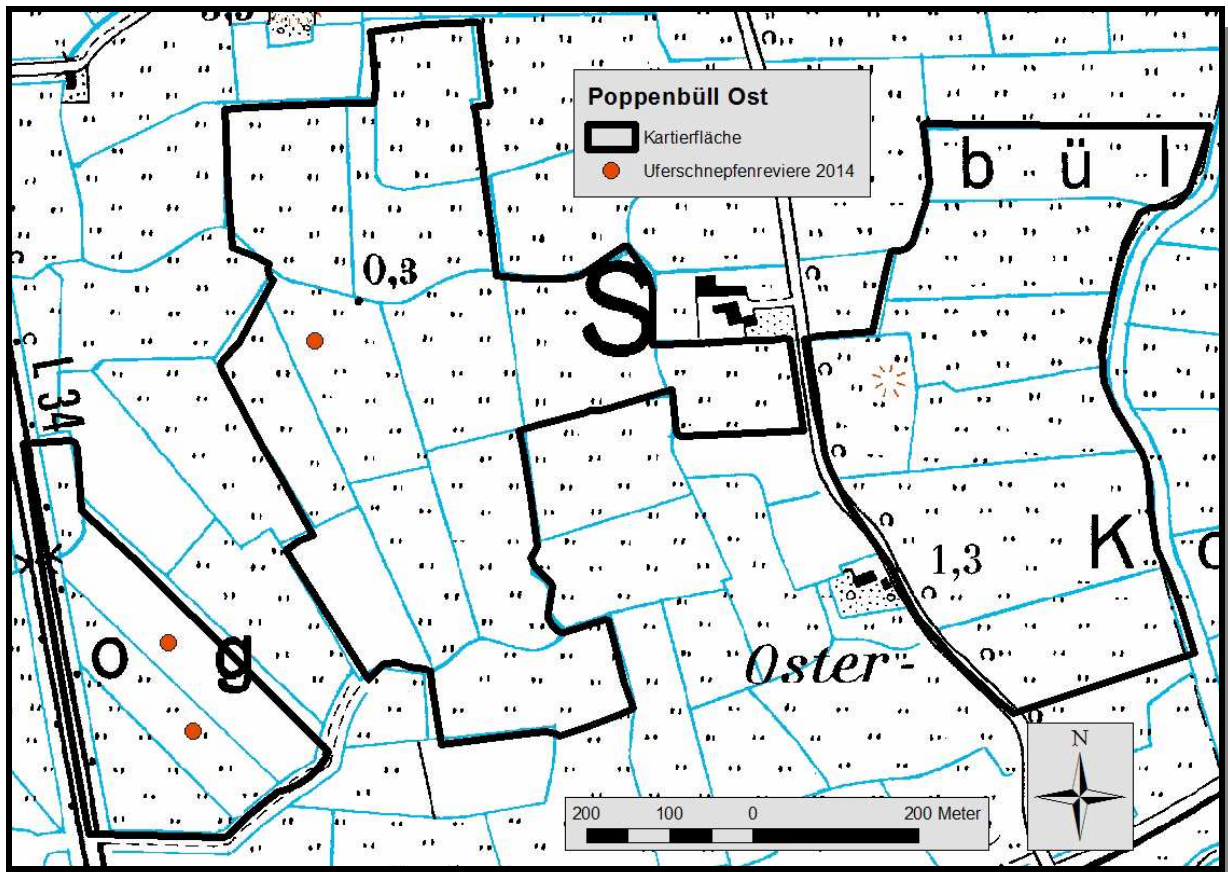 Poppenbüll Ost
Kartierfläche
Uferschnepfenreviere 2014
b ü l
0,3
S
L 34
K
1,3
o g
Oster-
N
200 100 0 200 Meter